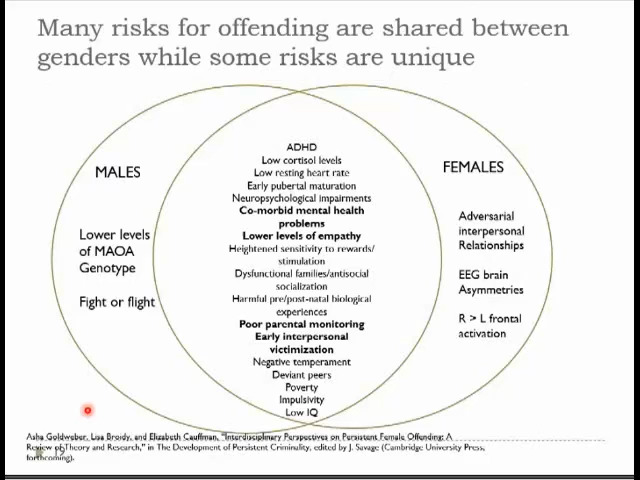 Many risks for offending are shared between
genders while some risks are unique
MALES
Lower levels
of MAOA
Genotype
Fight or flight
ADHD
Low cortisol levels
Low resting heart rate
Early pubertal maturation
Neuropsychological impairments
Co-morbid mental health
problems
Lower levels of empathy
Heightened sensitivity to rewards/
stimulation
Dysfunctional families/antisocial
socialization
Harmful pre/post-natal biological
experiences
Poor parental monitoring
Early interpersonal
victimization
Negative temperament
Deviant peers
Poverty
Impulsivity
Low IQ
FEMALES
Adversarial
interpersonal
Relationships
EEG brain
Asymmetries
R > L frontal
activation
Asha Goldweber, Lisa Broidy, and Elizabeth Cauffman, "Interdisciplinary Perspectives on Persistent Female Offending: A
Review of Theory and Research," in The Development of Persistent Criminality, edited by J. Savage (Cambridge University Press,
forthcoming).